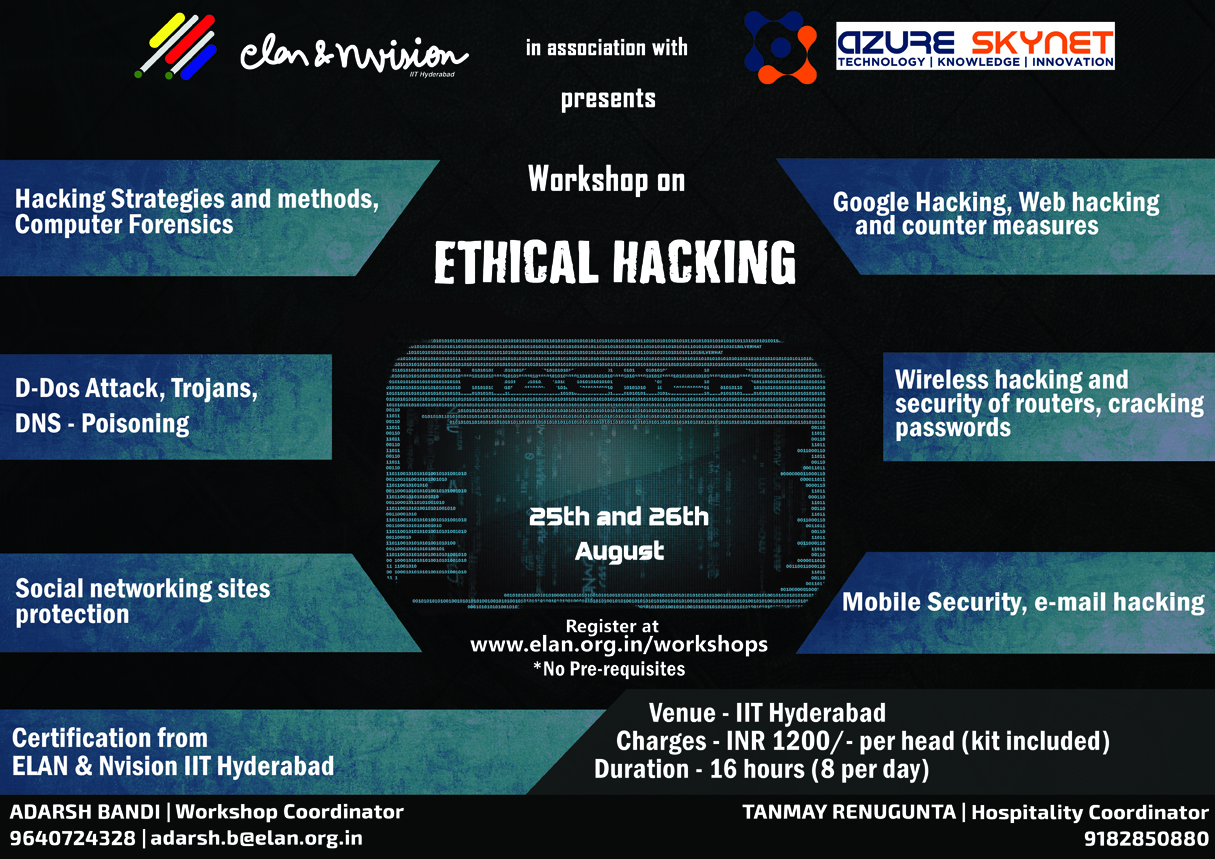 elan & nvision
IIT Hyderabad
in association with
AZURE SKYNET
TECHNOLOGY | KNOWLEDGE | INNOVATION
presents
Workshop on
ETHICAL HACKING
Hacking Strategies and methods,
Computer Forensics
Google Hacking, Web hacking
and counter measures
D-Dos Attack, Trojans,
DNS - Poisoning
Wireless hacking and
security of routers, cracking
passwords
25th and 26th
August
Social networking sites
protection
Mobile Security, e-mail hacking
Register at
www.elan.org.in/workshops
*No Pre-requisites
Certification from
ELAN & Nvision IIT Hyderabad
Venue - IIT Hyderabad
Charges - INR 1200/- per head (kit included)
Duration - 16 hours (8 per day)
ADARSH BANDI | Workshop Coordinator
9640724328 | adarsh.b@elan.org.in
TANMAY RENUGUNTA | Hospitality Coordinator
9182850880